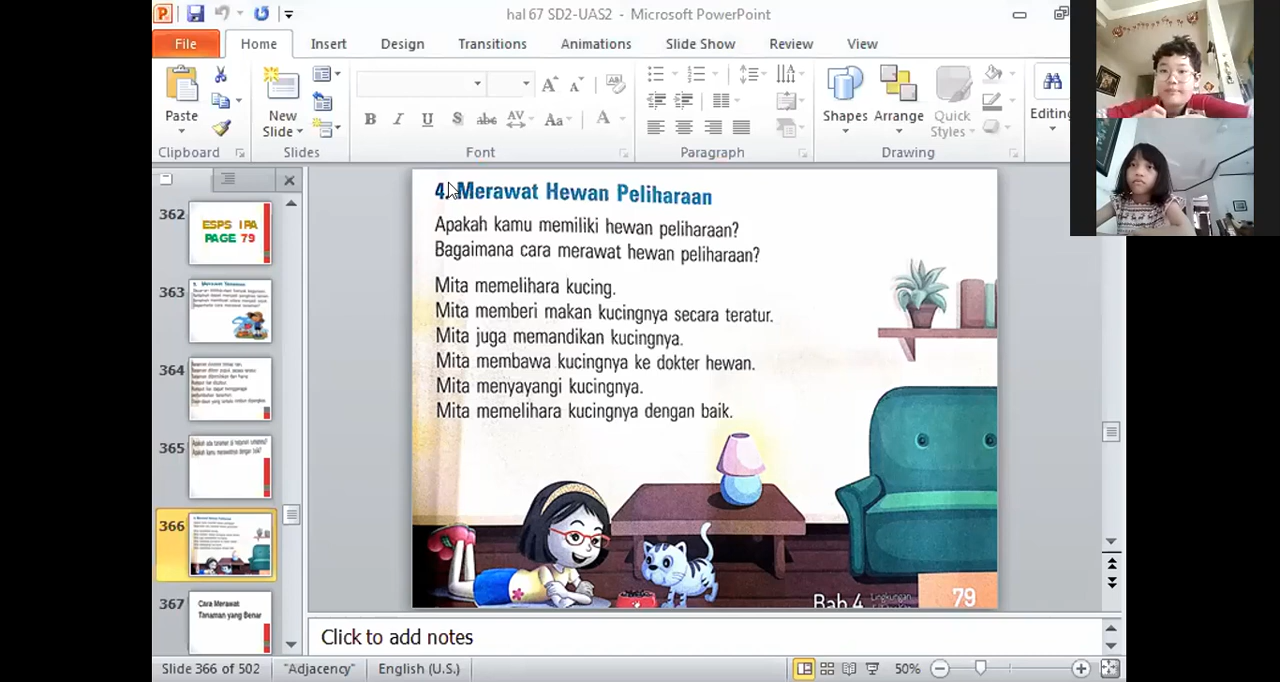 hal 67 SD2-UAS2 - Microsoft PowerPoint
File Home Insert Design Transitions Animations Slide Show Review View
Paste
New Slide
Shapes Arrange Quick Styles Editing
Clipboard Slides Font Paragraph Drawing
362
ESPS IPA
PAGE 79
363
364
365
Apakah kamu merawatnya dengan baik?
366
367
Cara Merawat
Tanaman yang Benar
4. Merawat Hewan Peliharaan
Apakah kamu memiliki hewan peliharaan?
Bagaimana cara merawat hewan peliharaan?
Mita memelihara kucing.
Mita memberi makan kucingnya secara teratur.
Mita juga memandikan kucingnya.
Mita membawa kucingnya ke dokter hewan.
Mita menyayangi kucingnya.
Mita memelihara kucingnya dengan baik.
Bab 4
79
Click to add notes
Slide 366 of 502 "Adjacency" English (U.S.) 50%